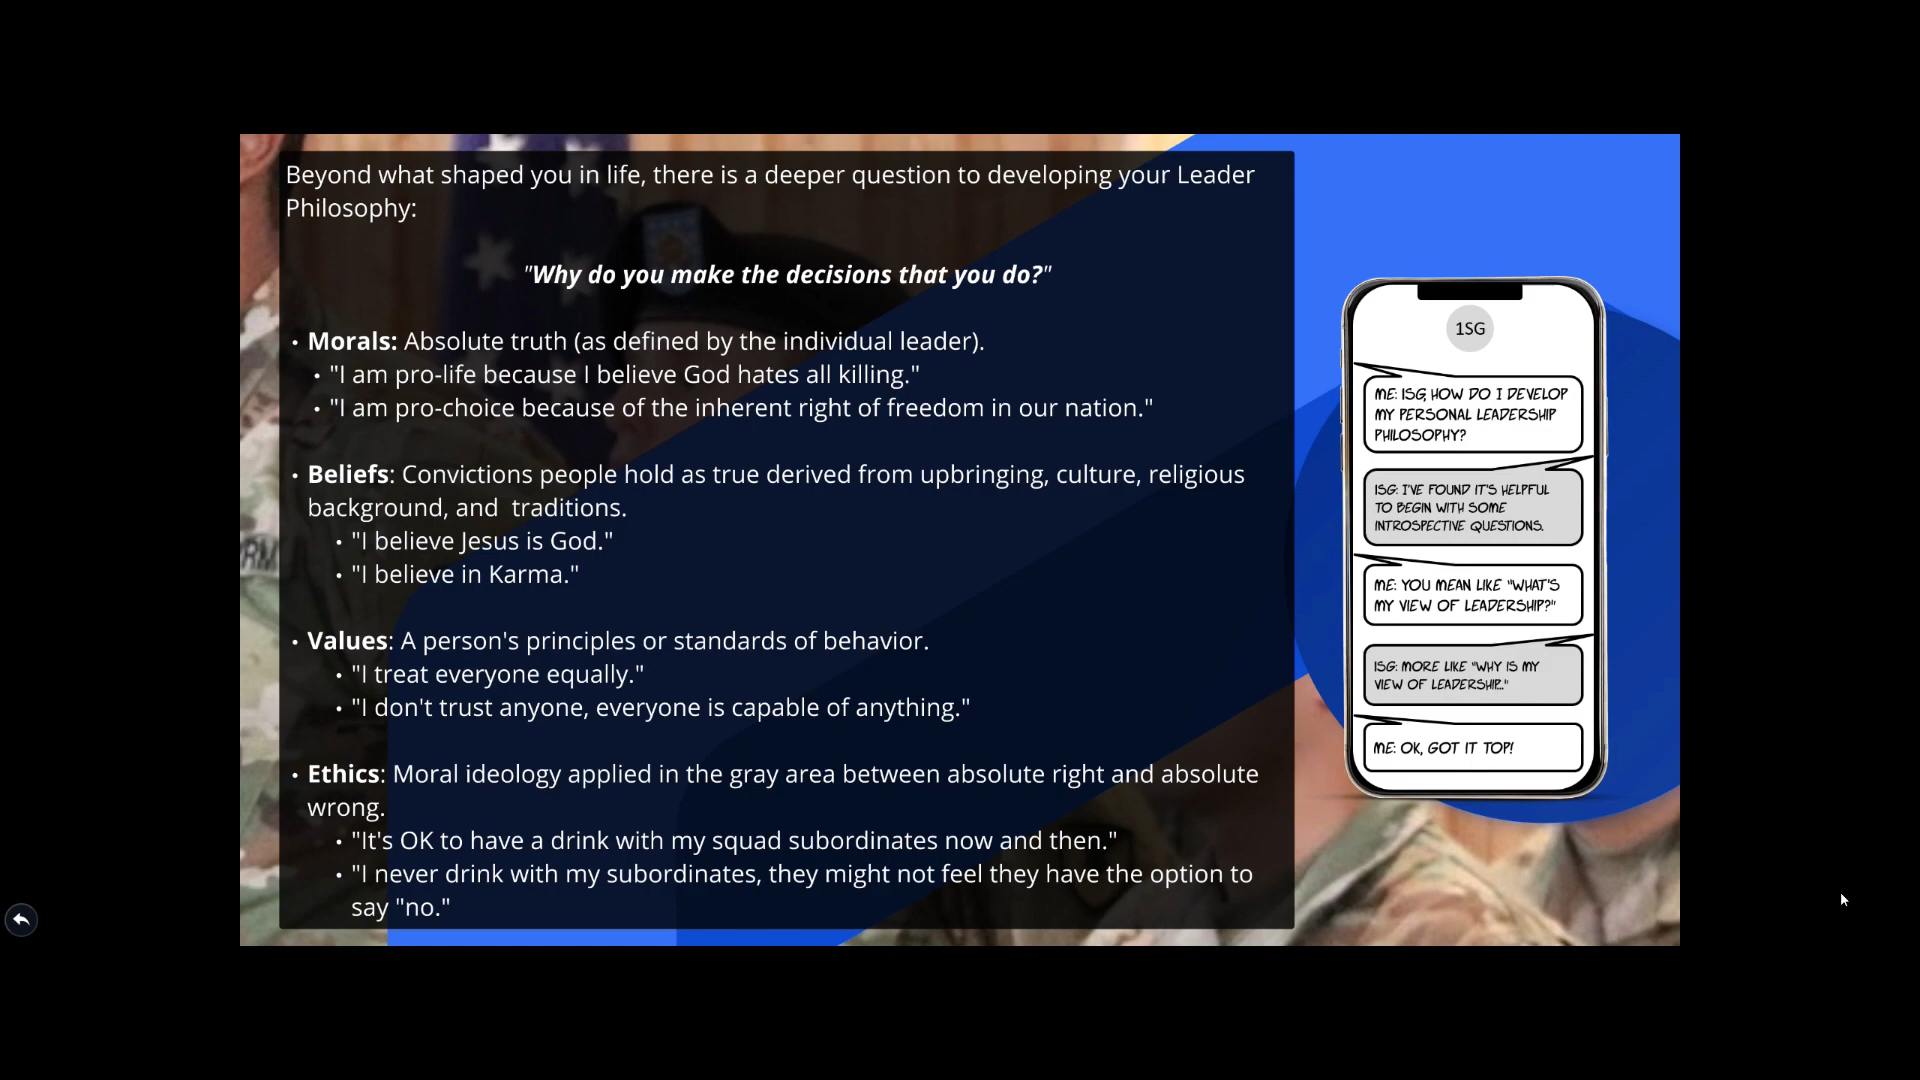 Beyond what shaped you in life, there is a deeper question to developing your Leader
Philosophy:
"Why do you make the decisions that you do?"
• Morals: Absolute truth (as defined by the individual leader).
• "I am pro-life because I believe God hates all killing."
• "I am pro-choice because of the inherent right of freedom in our nation."
• Beliefs: Convictions people hold as true derived from upbringing, culture, religious
background, and  traditions.
• "I believe Jesus is God."
• "I believe in Karma."
• Values: A person's principles or standards of behavior.
• "I treat everyone equally."
• "I don't trust anyone, everyone is capable of anything."
• Ethics: Moral ideology applied in the gray area between absolute right and absolute
wrong.
• "It's OK to have a drink with my squad subordinates now and then."
• "I never drink with my subordinates, they might not feel they have the option to
say "no."
1SG
ME: 1SG, HOW DO I DEVELOP
MY PERSONAL LEADERSHIP
PHILOSOPHY?
1SG: I'VE FOUND IT'S HELPFUL
TO BEGIN WITH SOME
INTROSPECTIVE QUESTIONS.
ME: YOU MEAN LIKE "WHAT'S
MY VIEW OF LEADERSHIP?"
1SG: MORE LIKE "WHY IS MY
VIEW OF LEADERSHIP..."
ME: OK, GOT IT TOP!